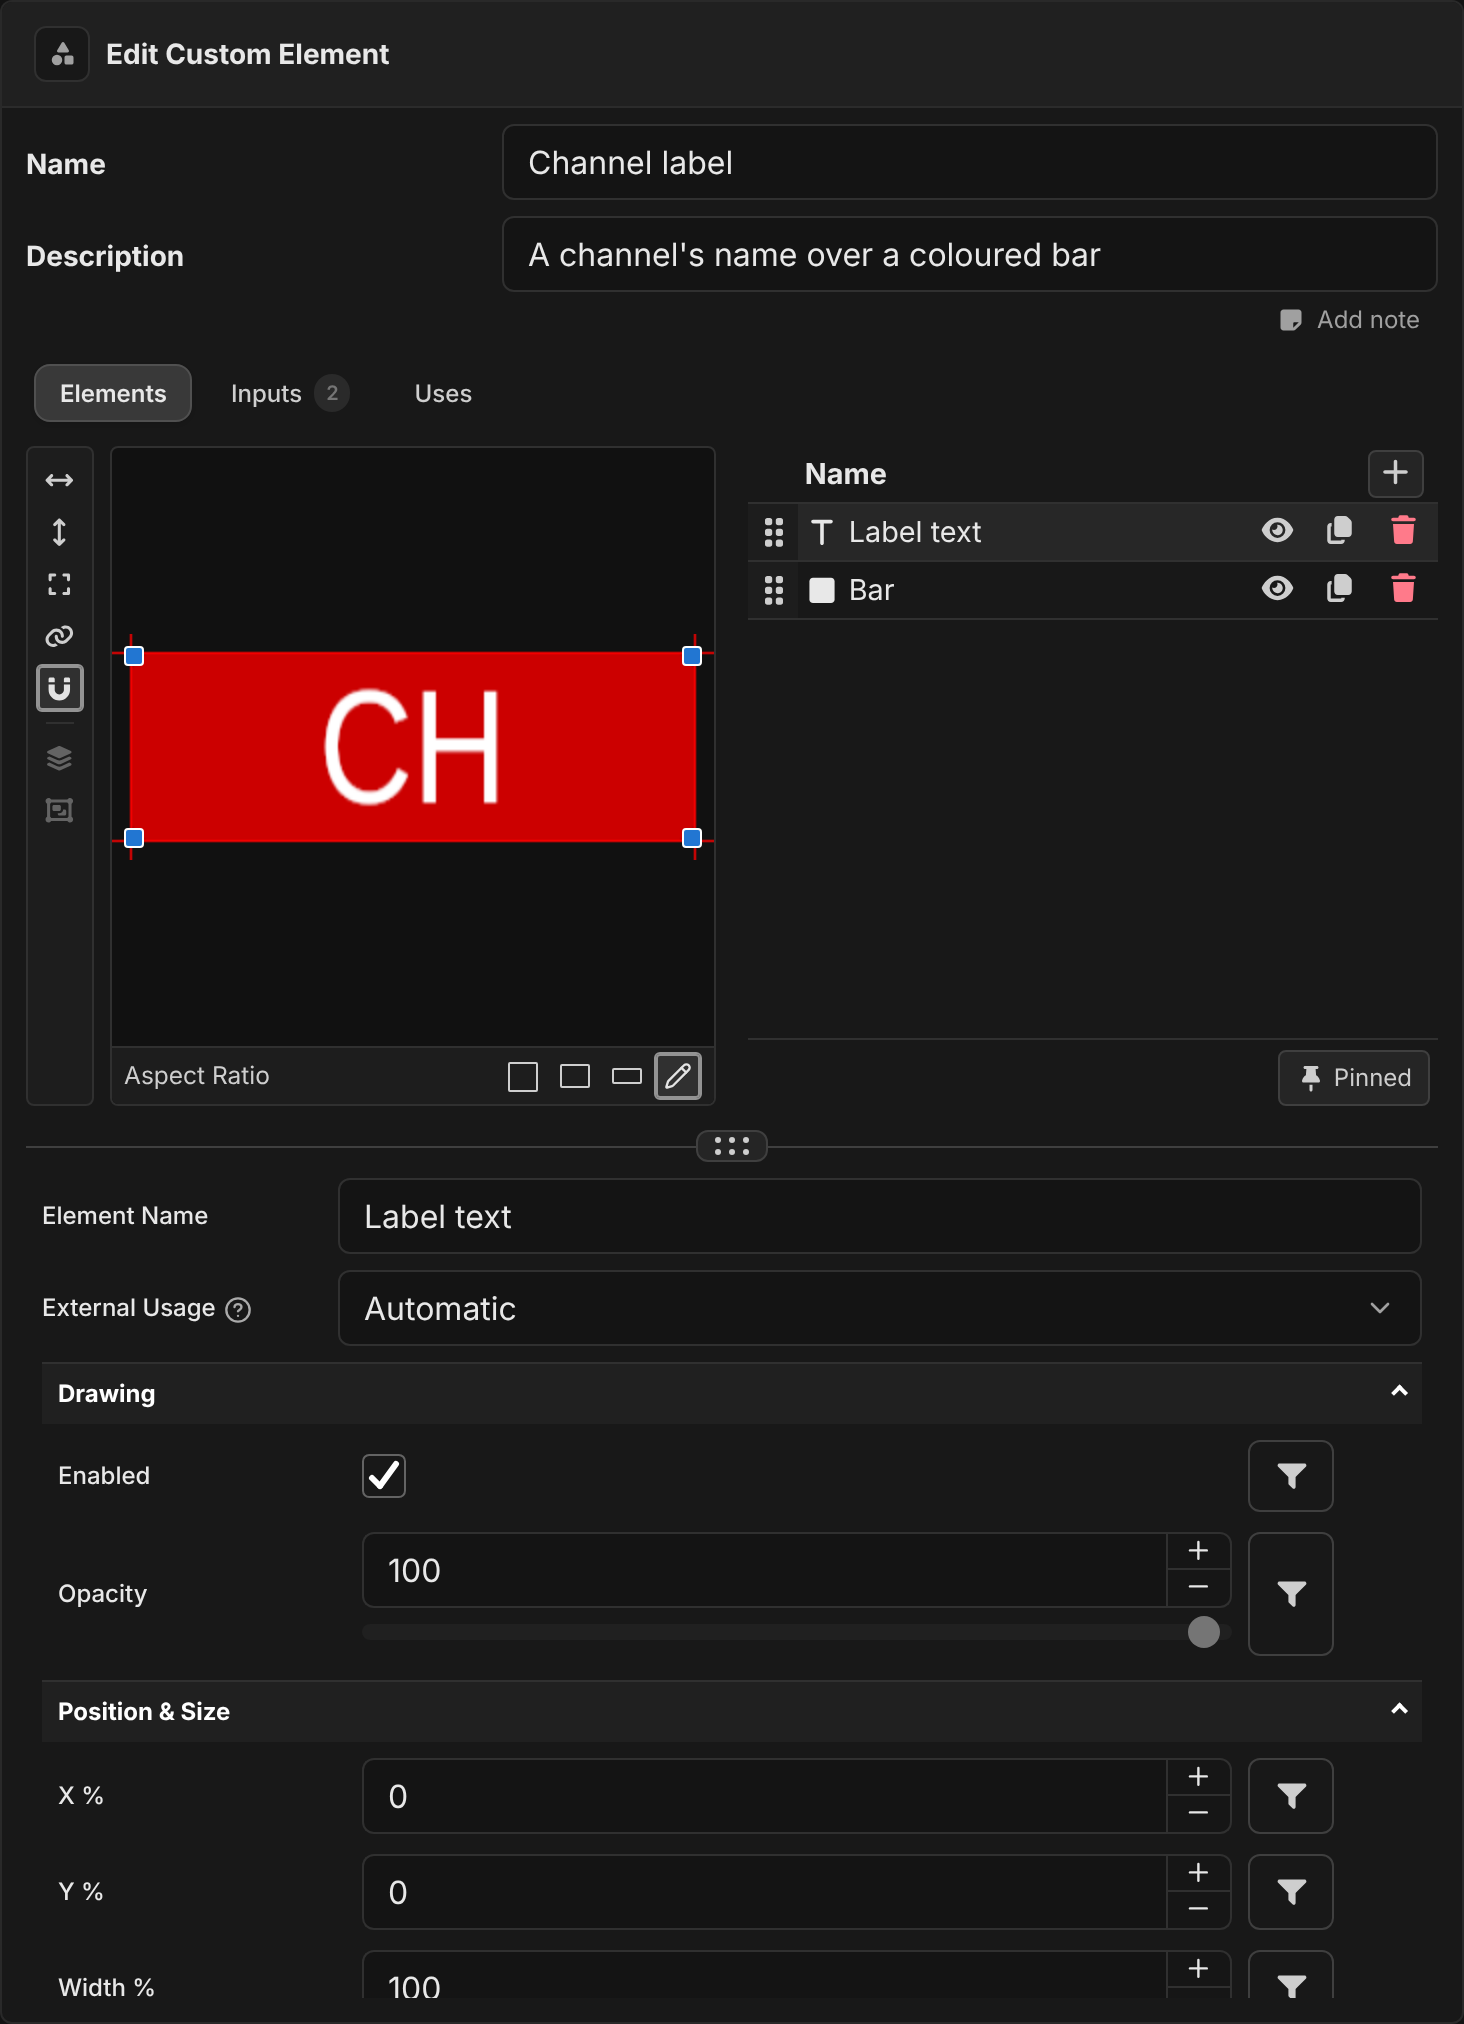 Edit Custom Element
Name
Channel label
Description
A channel's name over a coloured bar
Add note
Elements
Inputs 2
Uses
Name
Label text
Bar
CH
Aspect Ratio
Pinned
Element Name
Label text
External Usage
Automatic
Drawing
Enabled
Opacity
100
Position & Size
X %
0
Y %
0
Width %
100